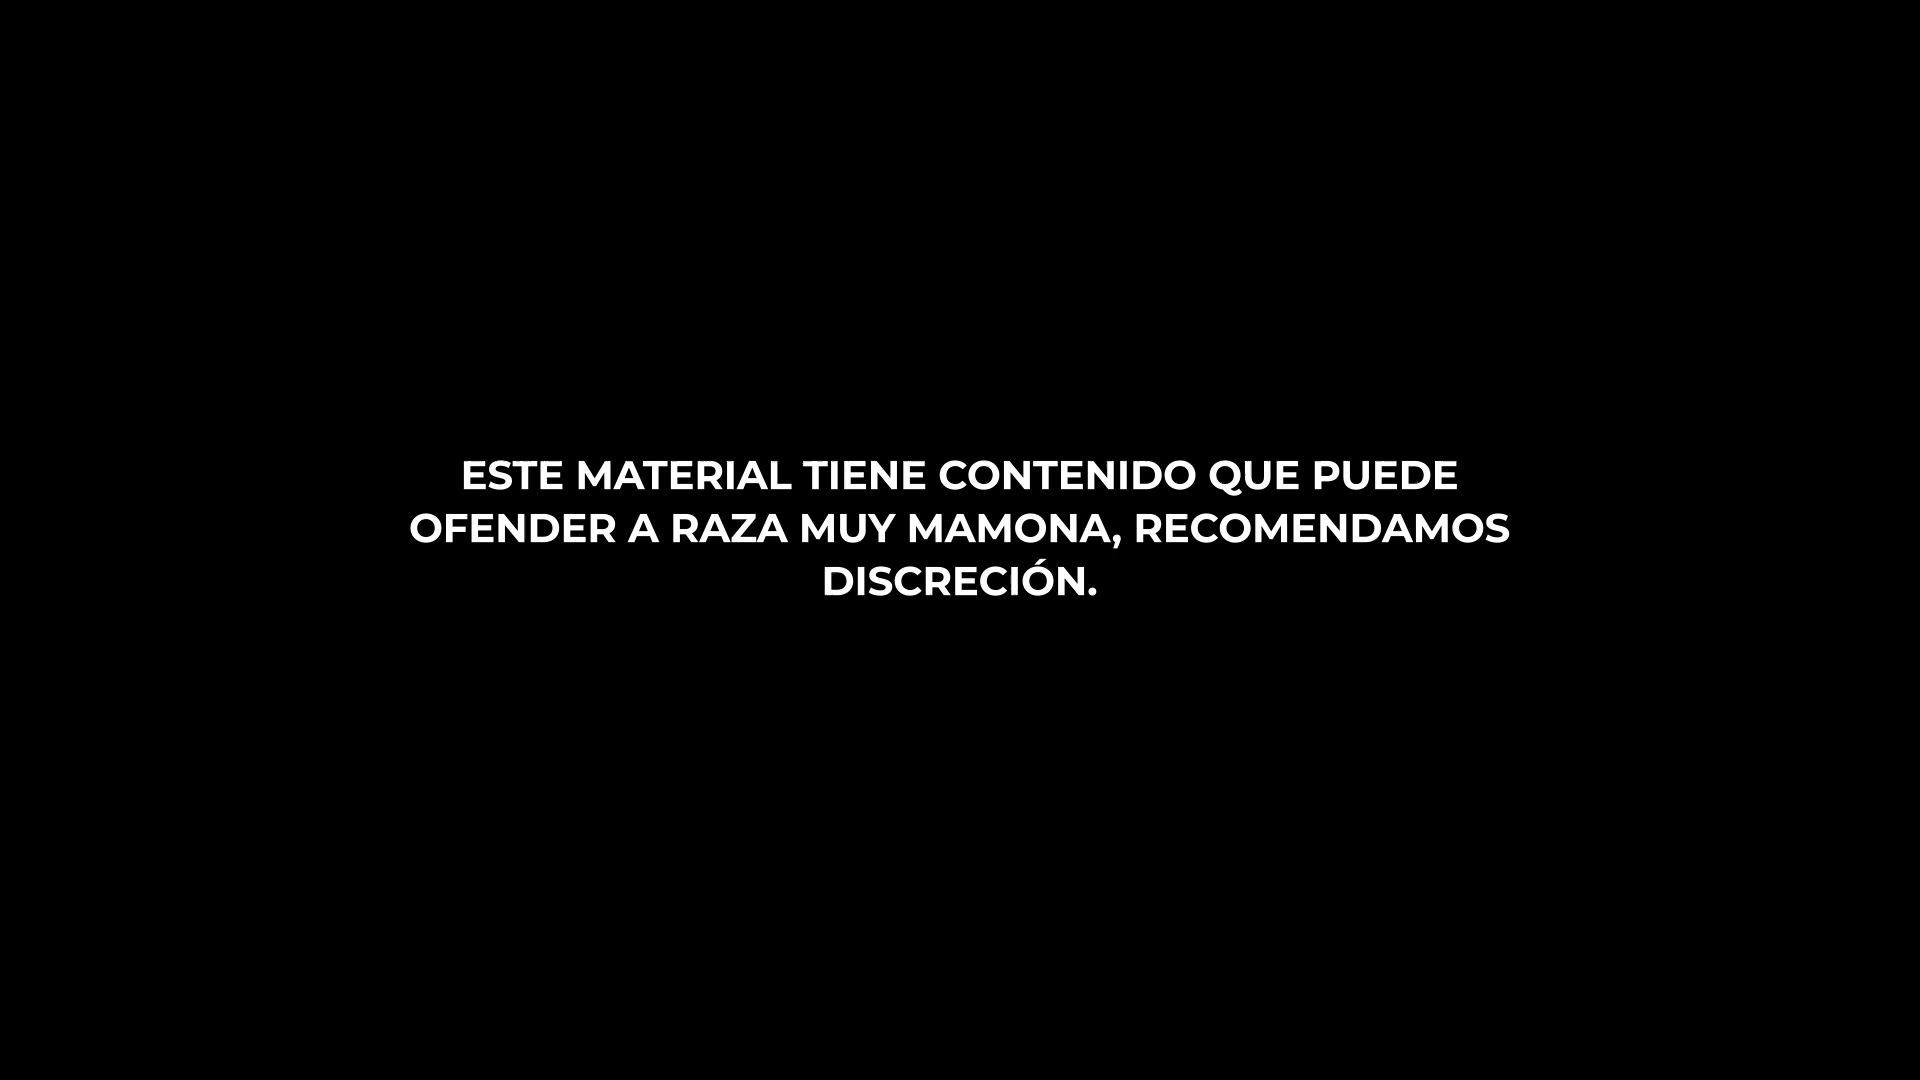 ESTE MATERIAL TIENE CONTENIDO QUE PUEDE
OFENDER A RAZA MUY MAMONA, RECOMENDAMOS
DISCRECIÓN.